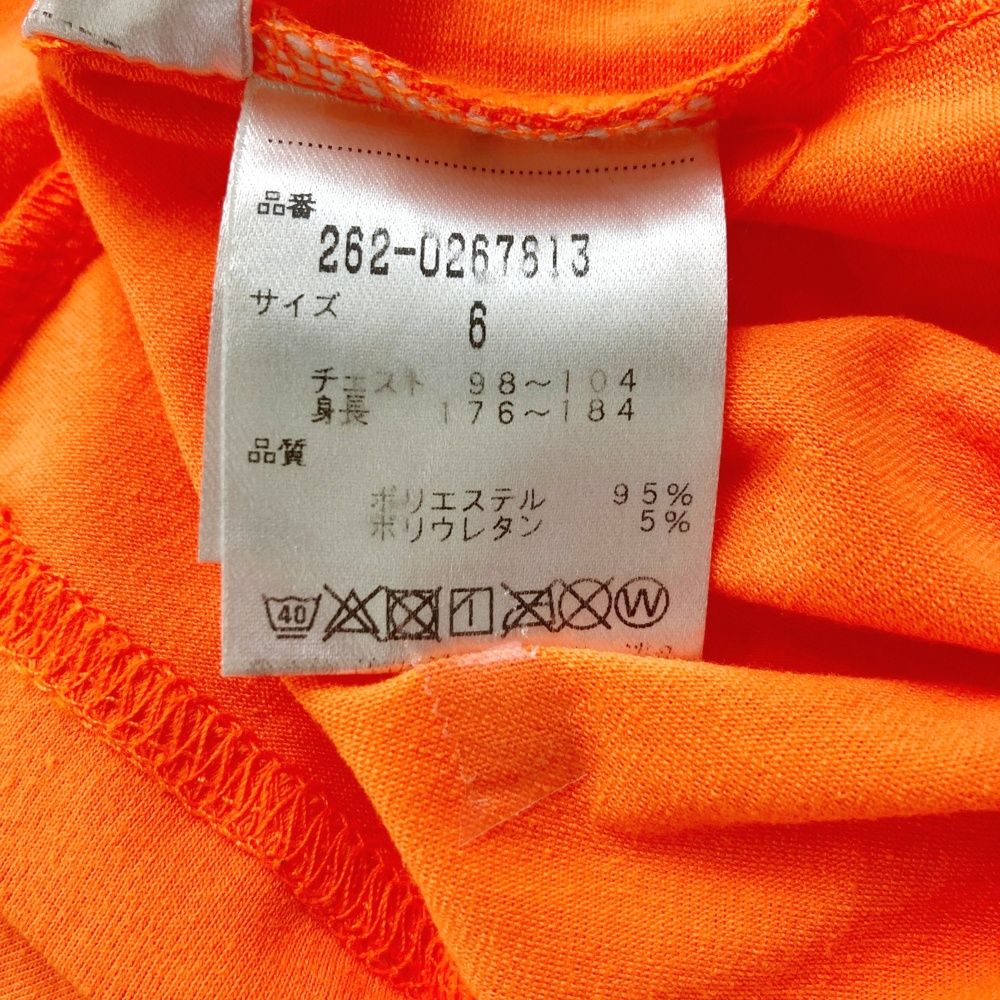 品番
262-0267813
サイズ 6
チェスト 98～104
身長 176～184
品質
ポリエステル 95%
ポリウレタン 5%
40 W